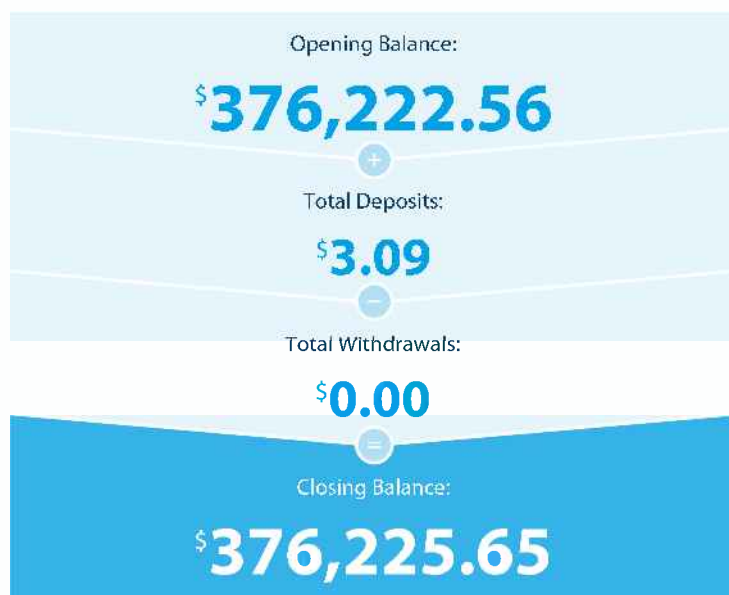 Opening Balance:
$376,222.56
+
Total Deposits:
$3.09
−
Total Withdrawals:
$0.00
=
Closing Balance:
$376,225.65